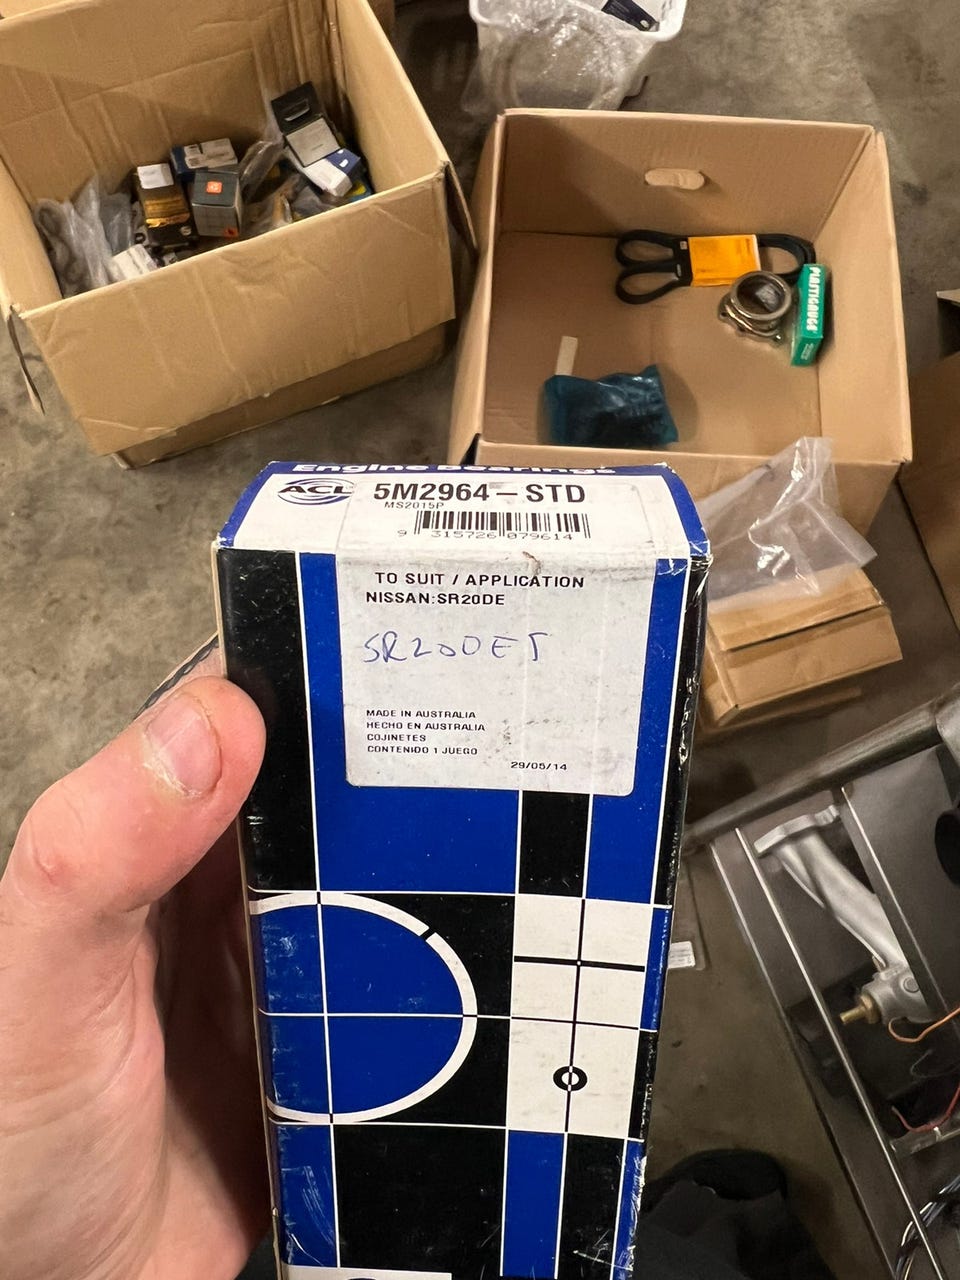 Engine Bearings
ACL 5M2964-STD
MS2015P
9 315726 079614
TO SUIT / APPLICATION
NISSAN:SR20DE
SR20DET
MADE IN AUSTRALIA
HECHO EN AUSTRALIA
COJINETES
CONTENIDO 1 JUEGO
29/05/14
PLASTIGAUGE